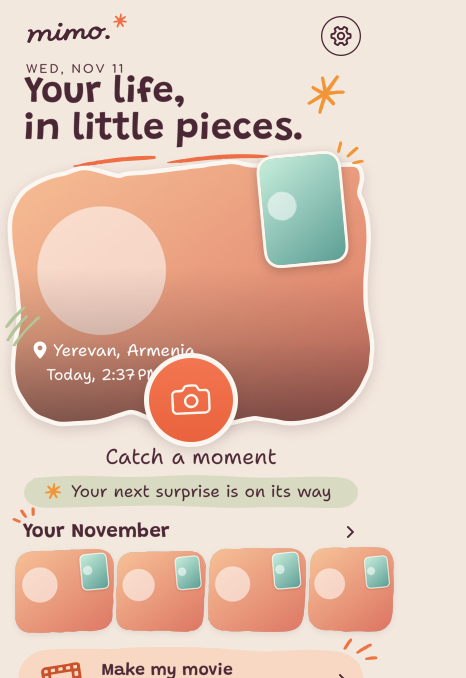 mimo.
WED, NOV 11
Your life,
in little pieces.
Yerevan, Armenia
Today, 2:37 PM
Catch a moment
Your next surprise is on its way
Your November
Make my movie